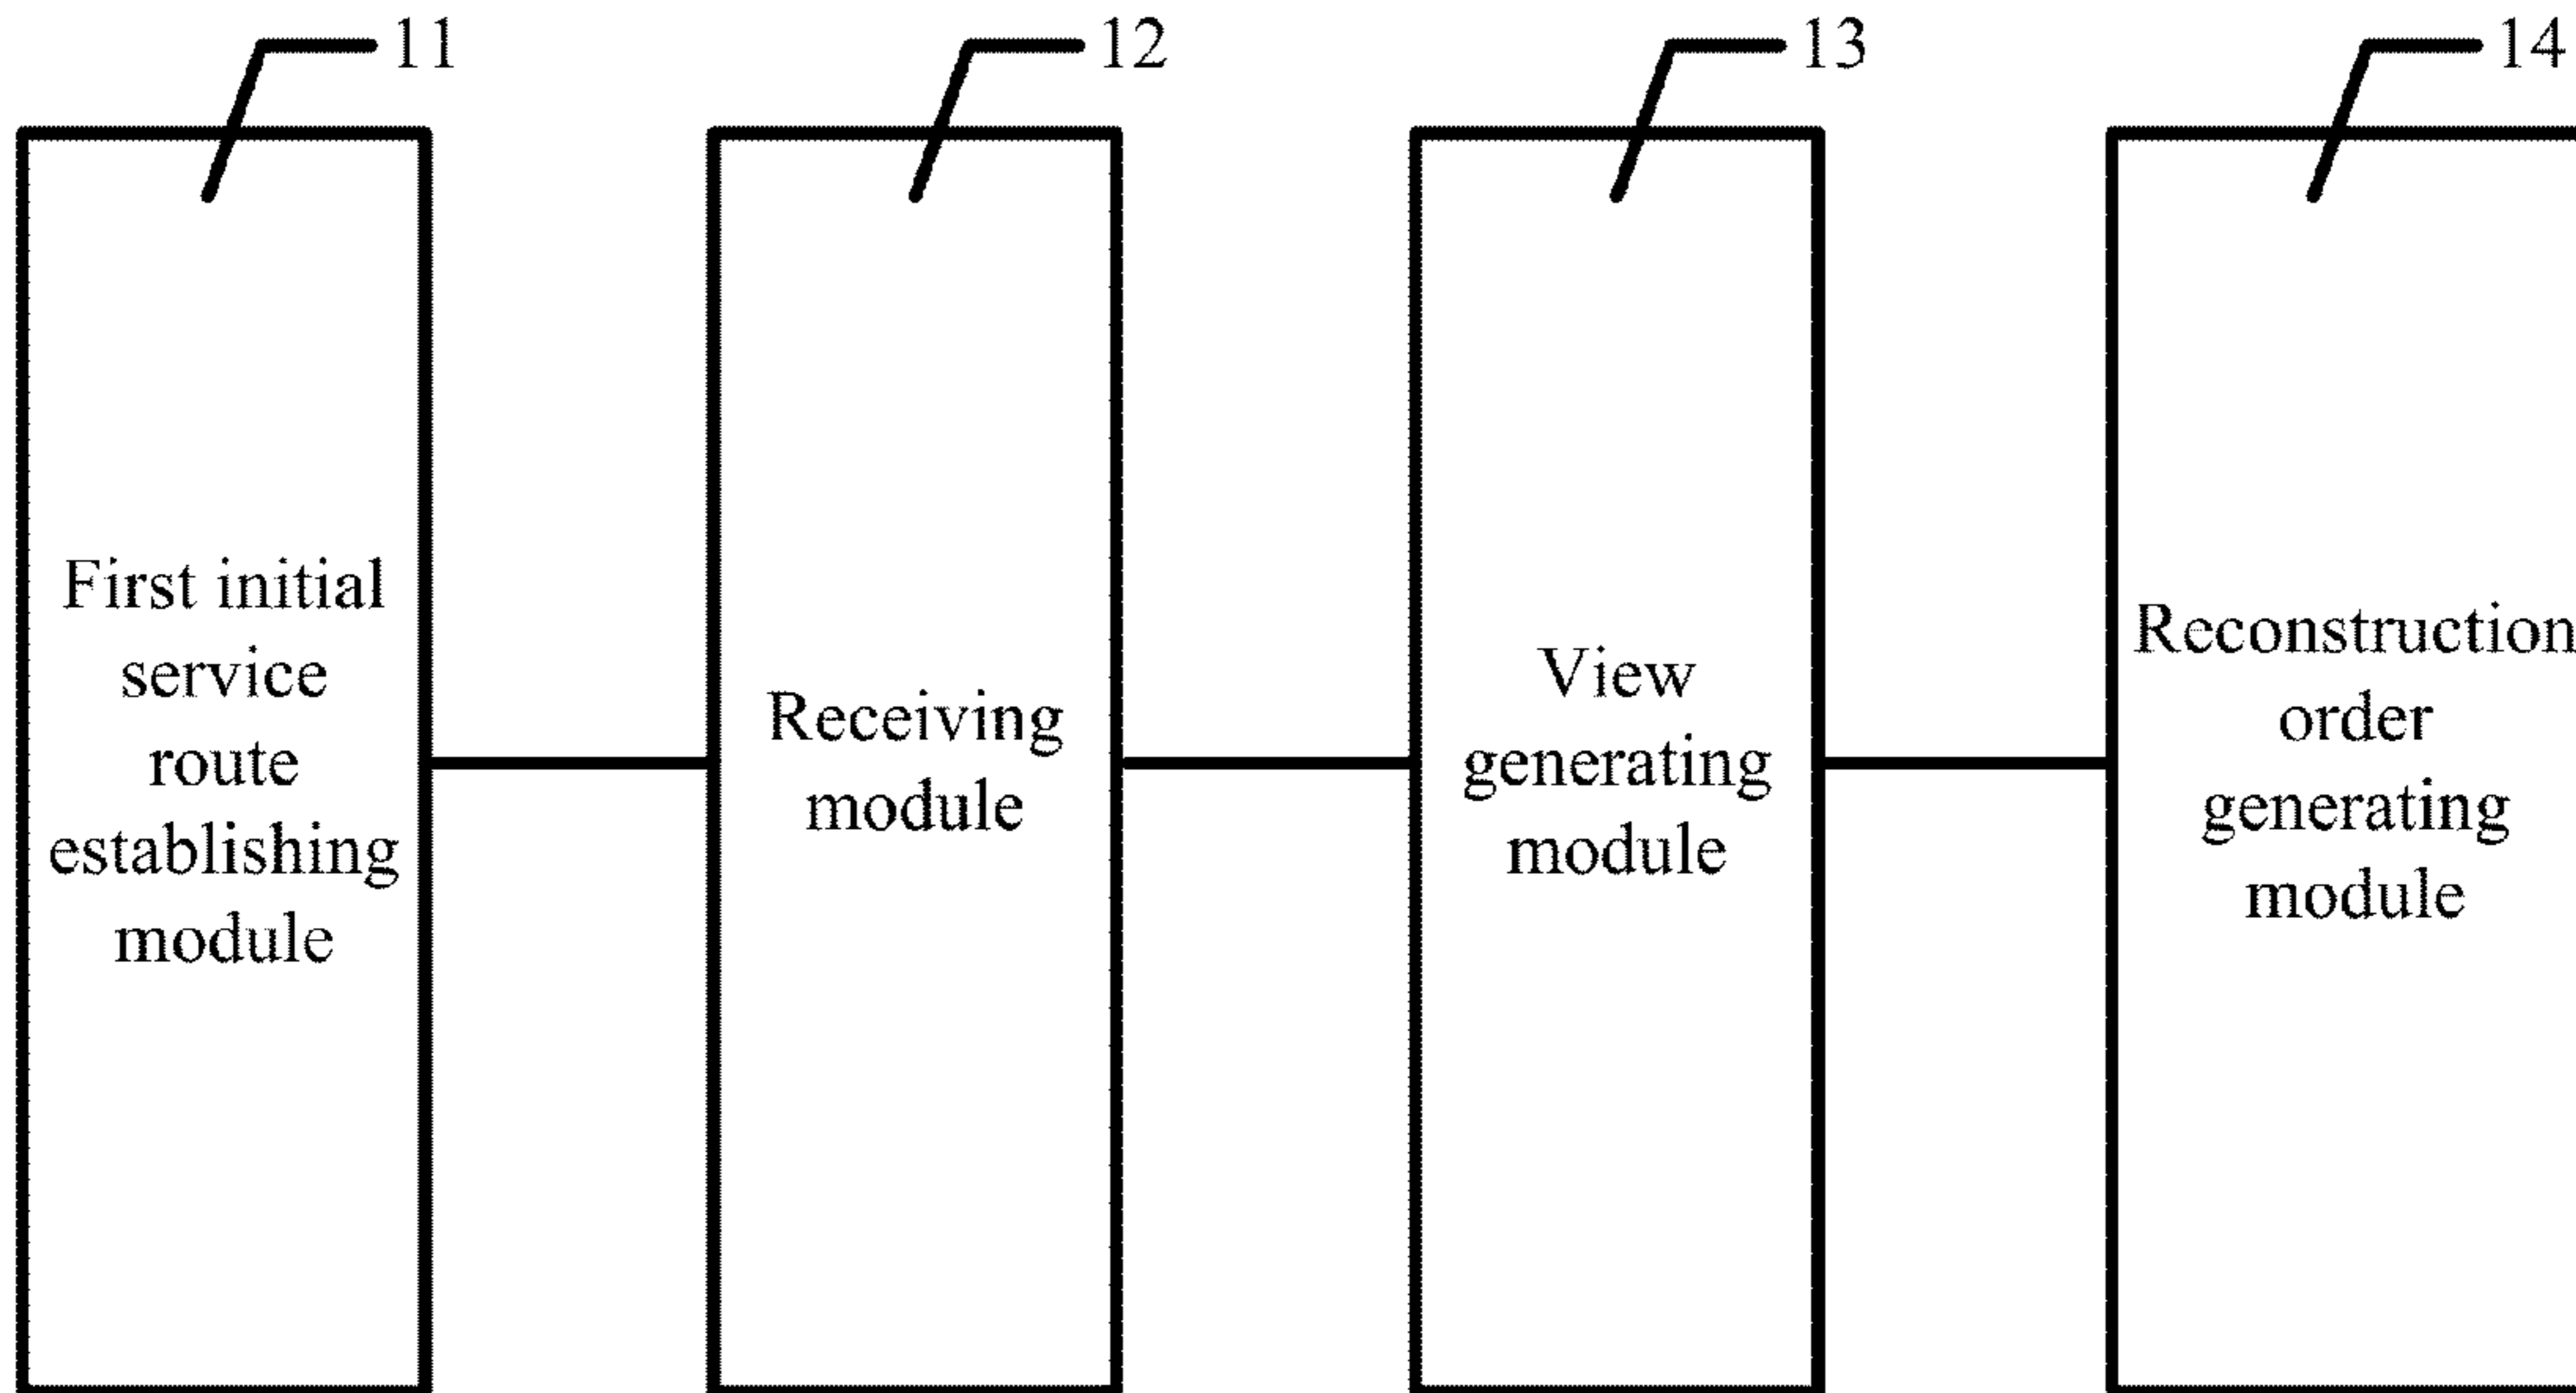 11
12
13
14
First initial
service
route
establishing
module
Receiving
module
View
generating
module
Reconstruction
order
generating
module